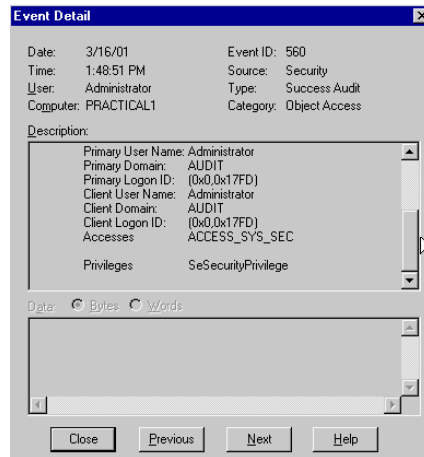 Event Detail
Date: 3/16/01 Event ID: 560
Time: 1:48:51 PM Source: Security
User: Administrator Type: Success Audit
Computer: PRACTICAL1 Category: Object Access
Description:
Primary User Name: Administrator
Primary Domain: AUDIT
Primary Logon ID: (0x0,0x17FD)
Client User Name: Administrator
Client Domain: AUDIT
Client Logon ID: (0x0,0x17FD)
Accesses ACCESS_SYS_SEC
Privileges SeSecurityPrivilege
Data: Bytes Words
Close Previous Next Help